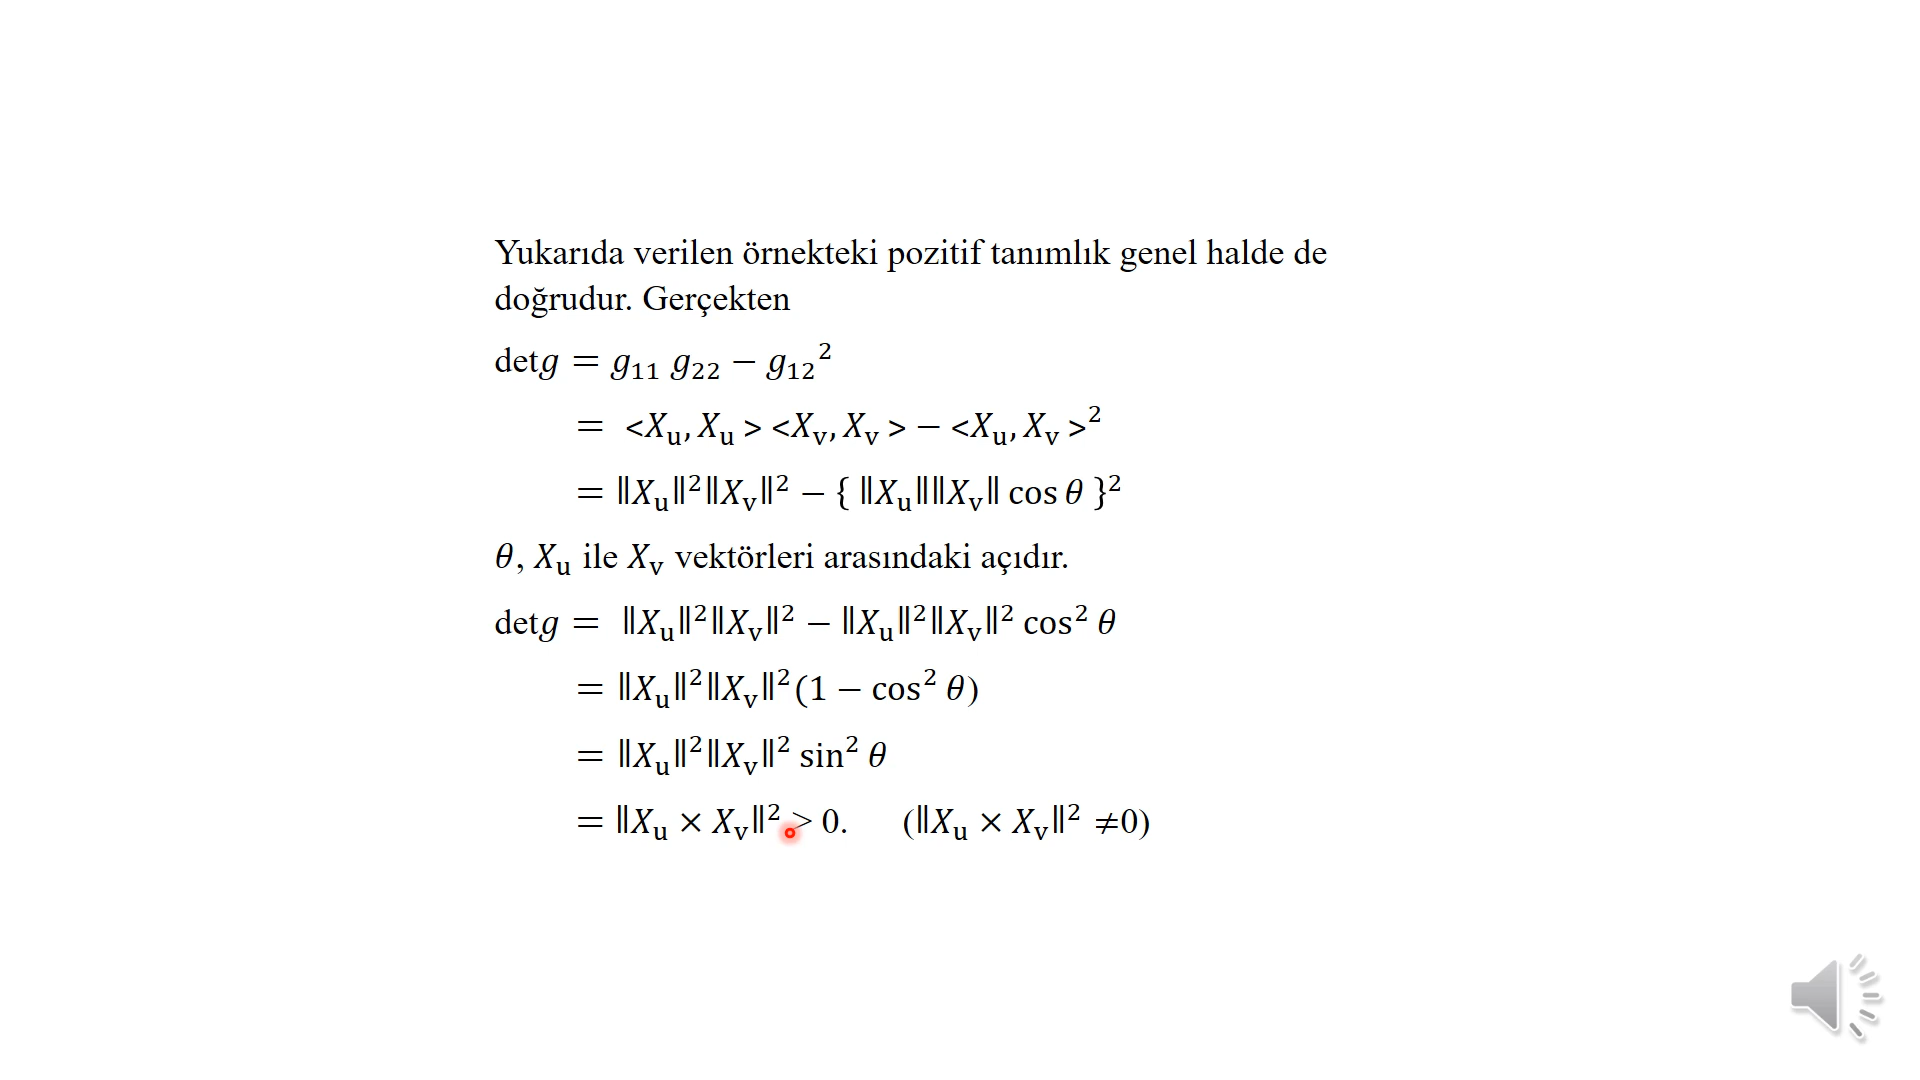 Yukarıda verilen örnekteki pozitif tanımlık genel halde de
doğrudur. Gerçekten
det𝑔 = 𝑔₁₁ 𝑔₂₂ − 𝑔₁₂²
= <𝑋ᵤ, 𝑋ᵤ > <𝑋ᵥ, 𝑋ᵥ > − <𝑋ᵤ, 𝑋ᵥ >²
= ‖𝑋ᵤ‖²‖𝑋ᵥ‖² − { ‖𝑋ᵤ‖‖𝑋ᵥ‖ cos 𝜃 }²
𝜃, 𝑋ᵤ ile 𝑋ᵥ vektörleri arasındaki açıdır.
det𝑔 = ‖𝑋ᵤ‖²‖𝑋ᵥ‖² − ‖𝑋ᵤ‖²‖𝑋ᵥ‖² cos² 𝜃
= ‖𝑋ᵤ‖²‖𝑋ᵥ‖²(1 − cos² 𝜃)
= ‖𝑋ᵤ‖²‖𝑋ᵥ‖² sin² 𝜃
= ‖𝑋ᵤ × 𝑋ᵥ‖² > 0. (‖𝑋ᵤ × 𝑋ᵥ‖² ≠0)